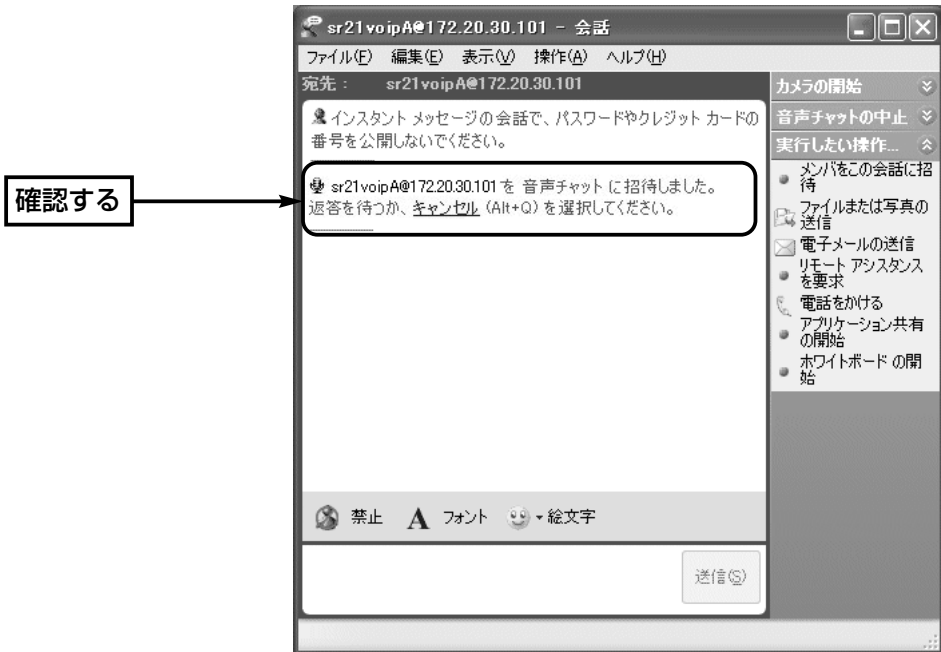 sr21voipA@172.20.30.101 - 会話
ファイル(F) 編集(E) 表示(V) 操作(A) ヘルプ(H)
宛先： sr21voipA@172.20.30.101
インスタント メッセージの会話で、パスワードやクレジット カードの
番号を公開しないでください。
sr21voipA@172.20.30.101 を 音声チャット に招待しました。
返答を待つか、キャンセル (Alt+Q) を選択してください。
確認する
禁止 A フォント 絵文字
送信(S)
カメラの開始
音声チャットの中止
実行したい操作...
メンバをこの会話に招
待
ファイルまたは写真の
送信
電子メールの送信
リモート アシスタンス
を要求
電話をかける
アプリケーション共有
の開始
ホワイトボード の開
始